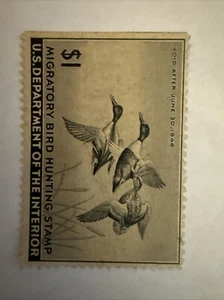 VOID AFTER JUNE 30, 1946
$1
MIGRATORY BIRD HUNTING STAMP
U.S. DEPARTMENT OF THE INTERIOR